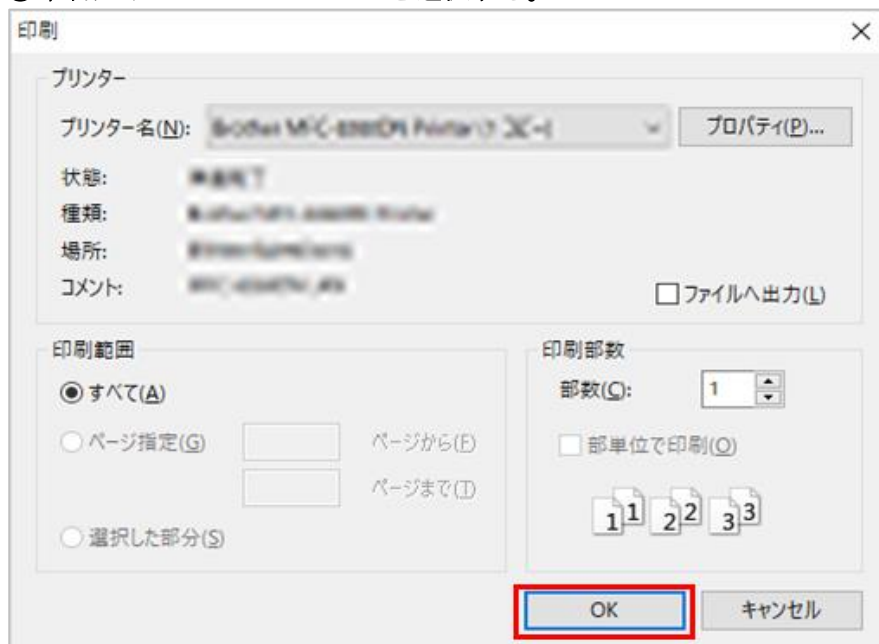 印刷
プリンター
プリンター名(N):
プロパティ(P)...
状態:
種類:
場所:
コメント:
ファイルへ出力(L)
印刷範囲
すべて(A)
ページ指定(G) ページから(F)
ページまで(T)
選択した部分(S)
印刷部数
部数(C): 1
部単位で印刷(O)
1 1 2 2 3 3
OK キャンセル